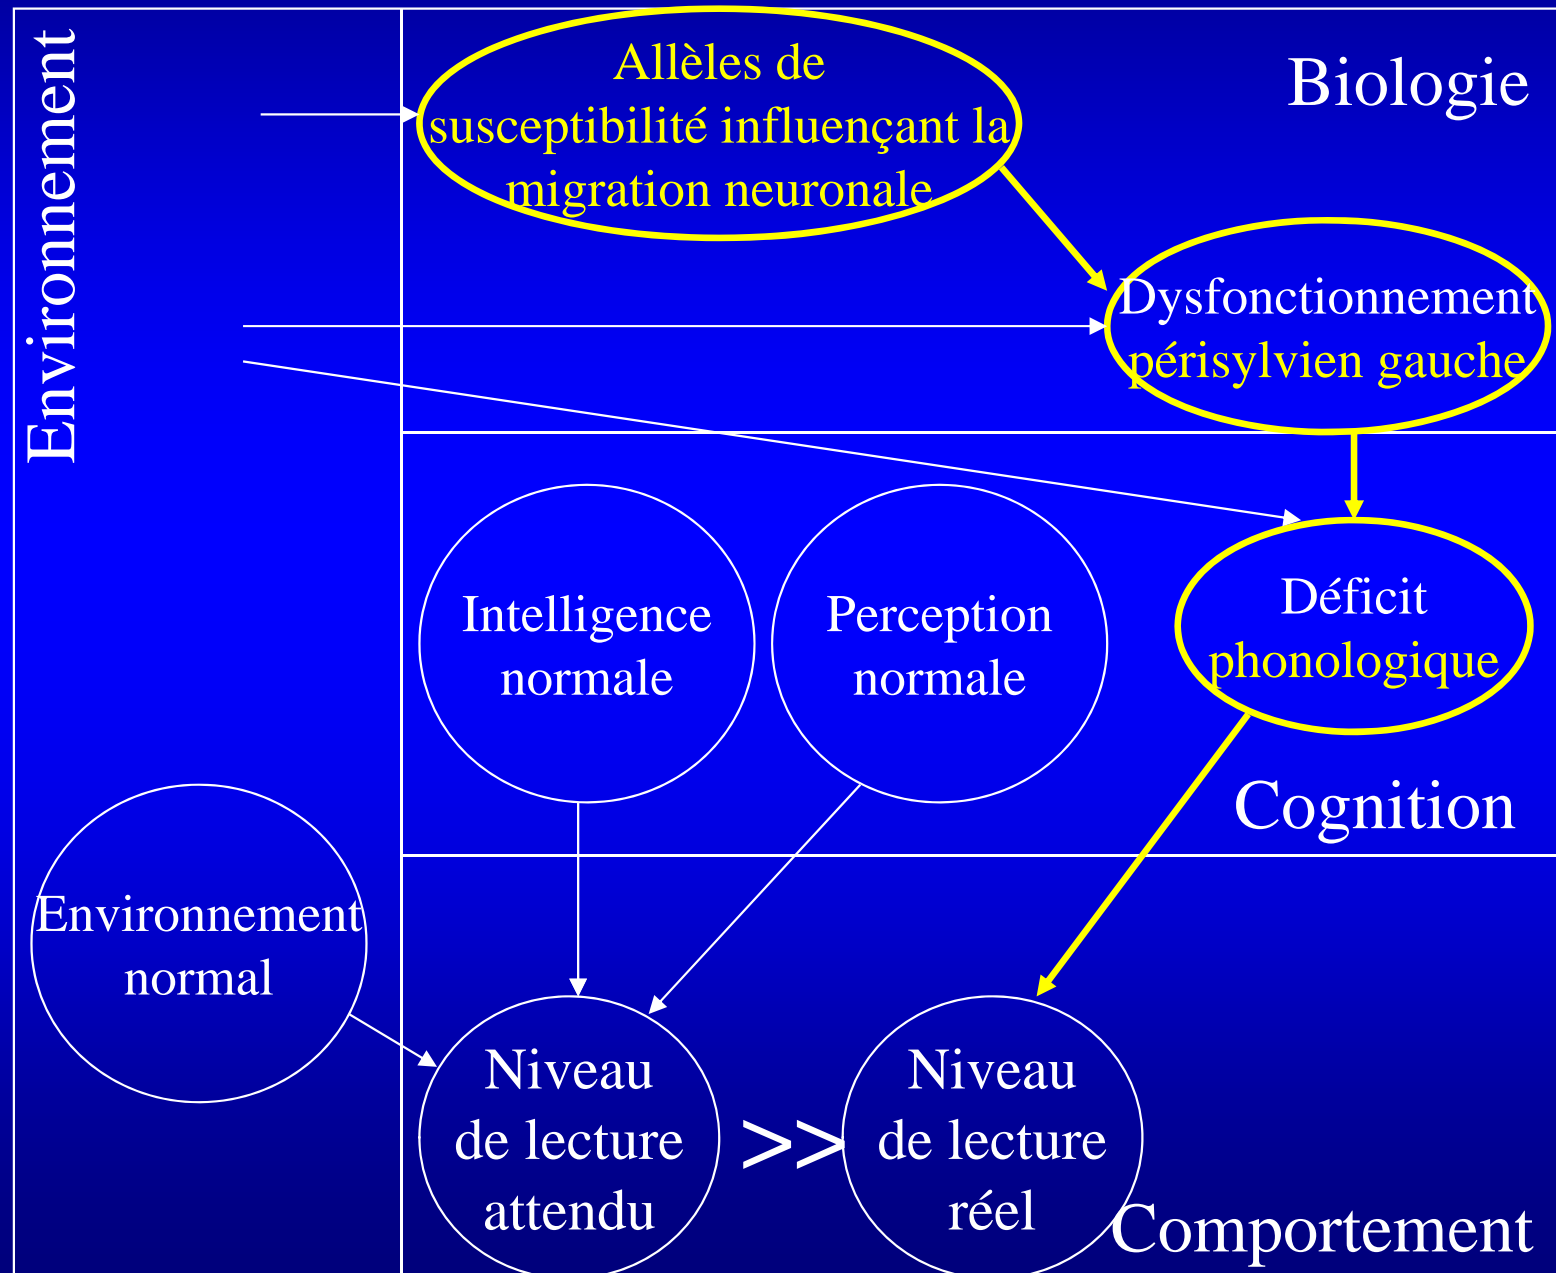 Environnement
Biologie
Allèles de
susceptibilité influençant la
migration neuronale
Dysfonctionnement
périsylvien gauche
Intelligence
normale
Perception
normale
Déficit
phonologique
Cognition
Environnement
normal
Niveau
de lecture
attendu
>>
Niveau
de lecture
réel
Comportement